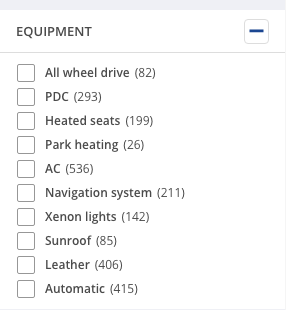 EQUIPMENT
All wheel drive (82)
PDC (293)
Heated seats (199)
Park heating (26)
AC (536)
Navigation system (211)
Xenon lights (142)
Sunroof (85)
Leather (406)
Automatic (415)